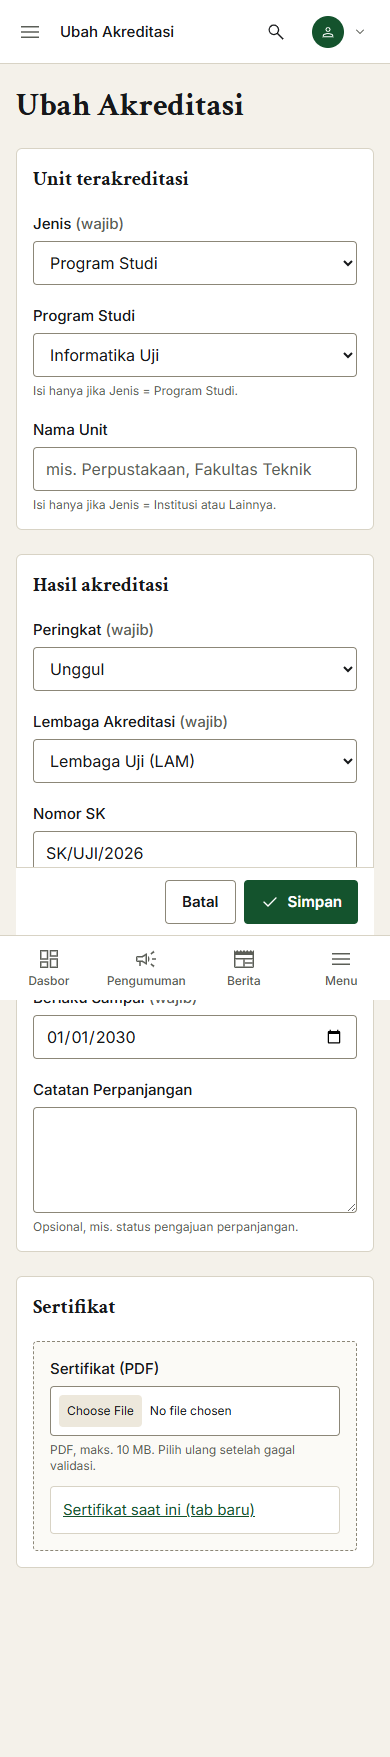 Ubah Akreditasi
Ubah Akreditasi
Unit terakreditasi
Jenis (wajib)
Program Studi
Program Studi
Informatika Uji
Isi hanya jika Jenis = Program Studi.
Nama Unit
mis. Perpustakaan, Fakultas Teknik
Isi hanya jika Jenis = Institusi atau Lainnya.
Hasil akreditasi
Peringkat (wajib)
Unggul
Lembaga Akreditasi (wajib)
Lembaga Uji (LAM)
Nomor SK
SK/UJI/2026
Batal
Simpan
Dasbor
Pengumuman
Berita
Menu
Berlaku Sampai (wajib)
01/01/2030
Catatan Perpanjangan
Opsional, mis. status pengajuan perpanjangan.
Sertifikat
Sertifikat (PDF)
Choose File No file chosen
PDF, maks. 10 MB. Pilih ulang setelah gagal
validasi.
Sertifikat saat ini (tab baru)